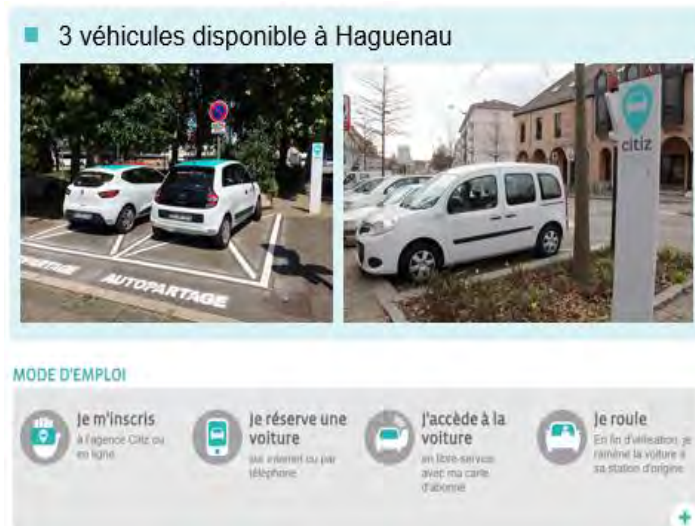 3 véhicules disponible à Haguenau
AUTOPARTAGE
PARTAGE
citiz
MODE D'EMPLOI
Je m'inscris
à l'agence Citiz ou
en ligne
Je réserve une
voiture
sur internet ou par
téléphone
J'accède à la
voiture
en libre-service
avec ma carte
d'abonné
Je roule
En fin d'utilisation, je
ramène la voiture à
sa station d'origine